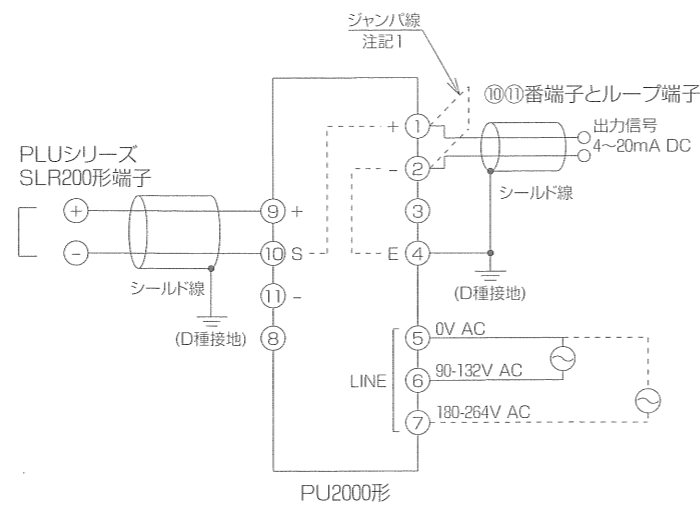 ジャンパ線
注記1
⑩⑪番端子とループ端子
出力信号
4〜20mA DC
シールド線
(D種接地)
PLUシリーズ
SLR200形端子
+
−
シールド線
(D種接地)
⑨ +
⑩ S
⑪ −
⑧
+ ①
− ②
③
E ④
LINE
⑤ 0V AC
⑥ 90-132V AC
⑦ 180-264V AC
PU2000形